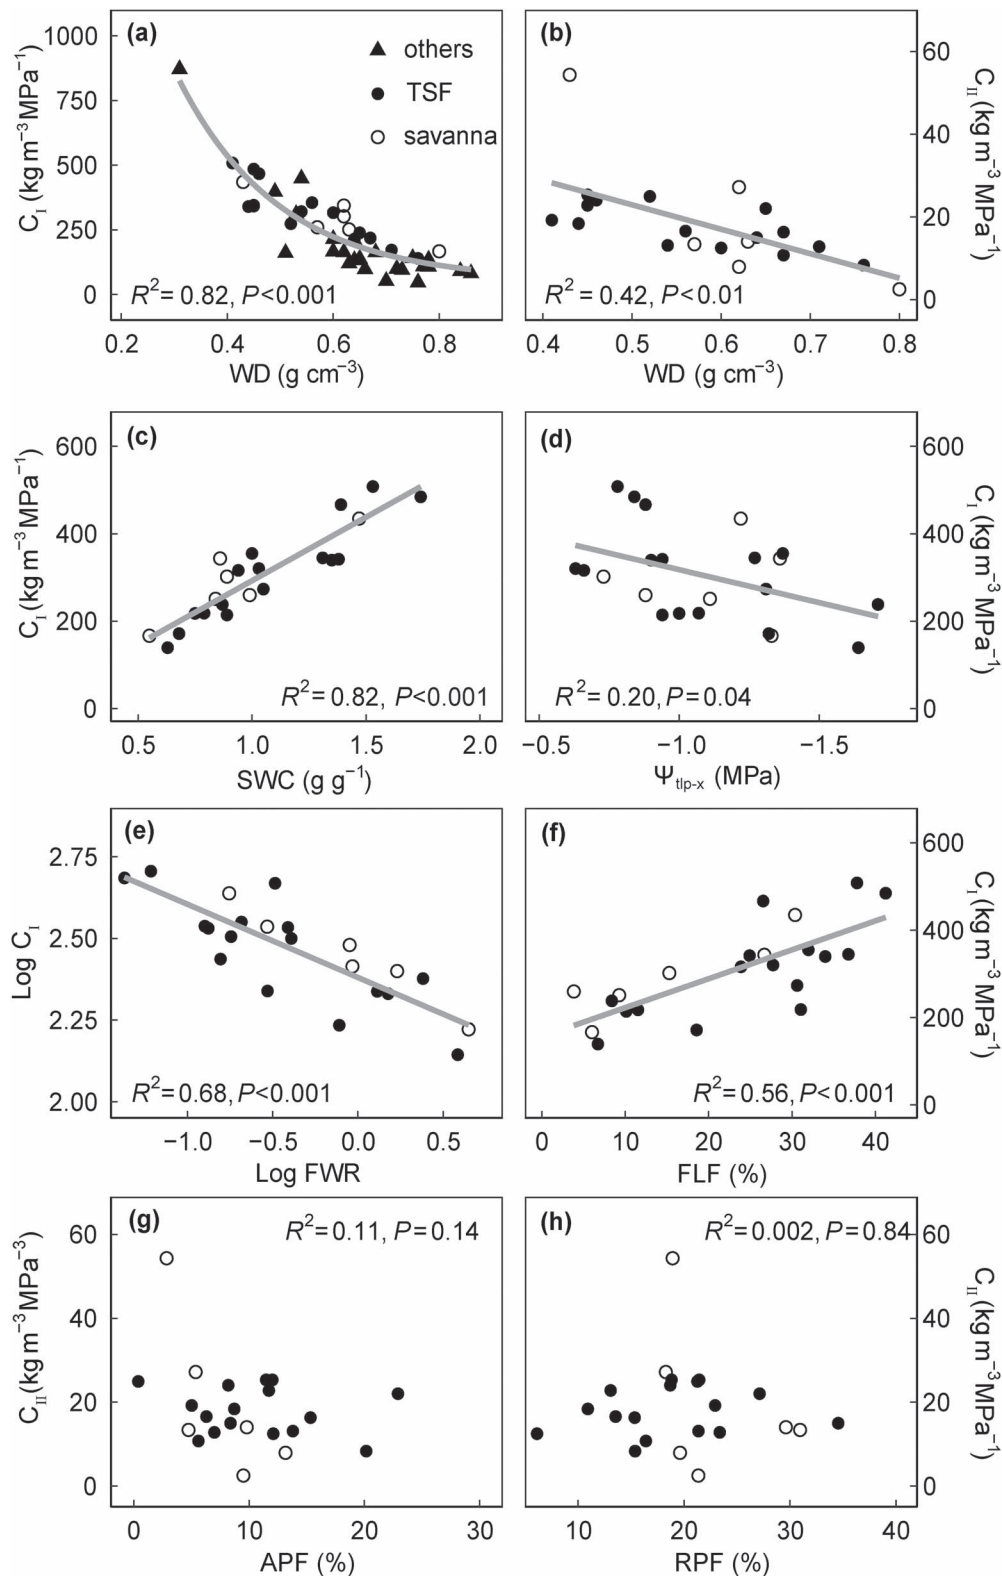 (a)
1000
750
500
250
0
C_I (kg m⁻³ MPa⁻¹)
▲ others
● TSF
○ savanna
R² = 0.82, P<0.001
0.2 0.4 0.6 0.8
WD (g cm⁻³)
(b)
60
40
20
0
C_II (kg m⁻³ MPa⁻¹)
R² = 0.42, P<0.01
0.4 0.5 0.6 0.7 0.8
WD (g cm⁻³)
(c)
600
400
200
0
C_I (kg m⁻³ MPa⁻¹)
R² = 0.82, P<0.001
0.5 1.0 1.5 2.0
SWC (g g⁻¹)
(d)
600
400
200
0
C_I (kg m⁻³ MPa⁻¹)
R² = 0.20, P = 0.04
−0.5 −1.0 −1.5
Ψtlp-x (MPa)
(e)
2.75
2.50
2.25
2.00
Log C_I
R² = 0.68, P<0.001
−1.0 −0.5 0.0 0.5
Log FWR
(f)
600
400
200
0
C_I (kg m⁻³ MPa⁻¹)
R² = 0.56, P<0.001
0 10 20 30 40
FLF (%)
(g)
60
40
20
0
C_II (kg m⁻³ MPa⁻³)
R² = 0.11, P = 0.14
0 10 20 30
APF (%)
(h)
60
40
20
0
C_II (kg m⁻³ MPa⁻¹)
R² = 0.002, P = 0.84
10 20 30 40
RPF (%)